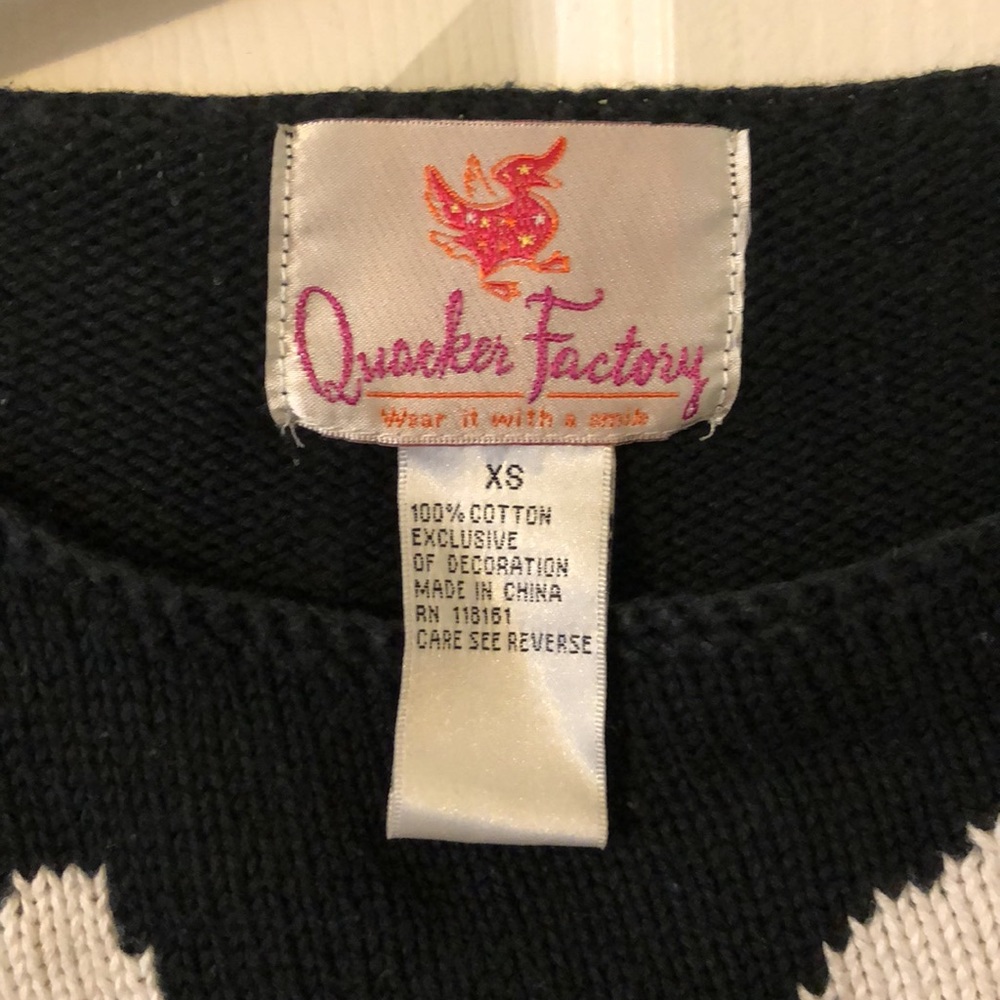 Quacker Factory
Wear it with a smile
XS
100% COTTON
EXCLUSIVE
OF DECORATION
MADE IN CHINA
RN 118161
CARE SEE REVERSE